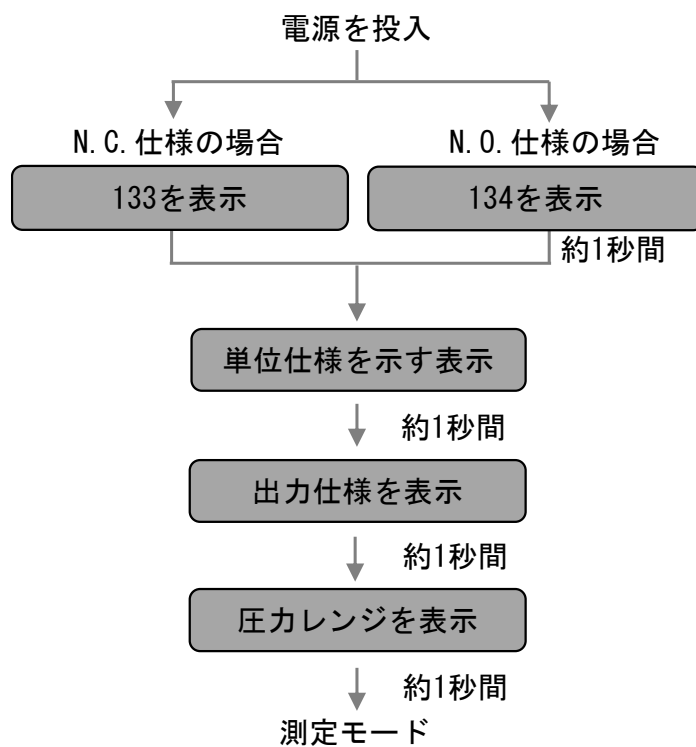 電源を投入
N.C.仕様の場合
N.O.仕様の場合
133を表示
134を表示
約1秒間
単位仕様を示す表示
約1秒間
出力仕様を表示
約1秒間
圧力レンジを表示
約1秒間
測定モード